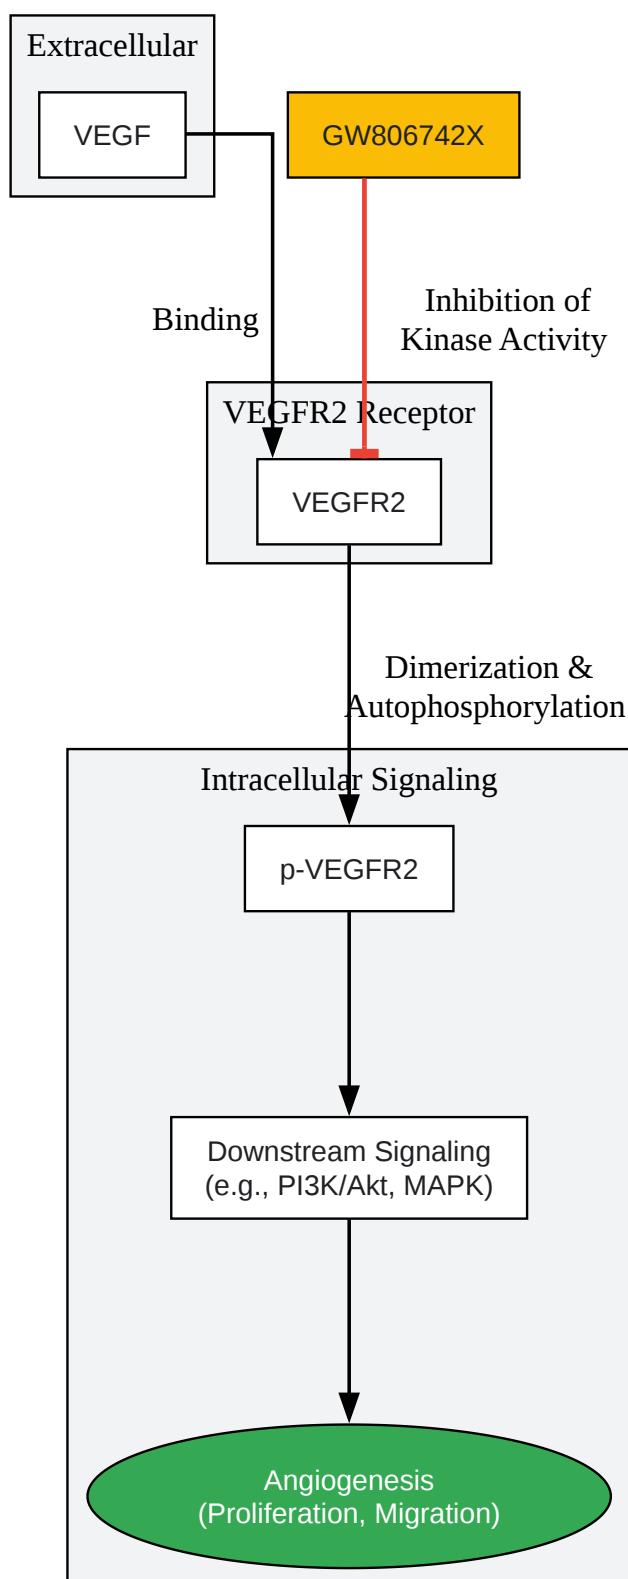 Extracellular
VEGF
GW806742X
Binding
Inhibition of
Kinase Activity
VEGFR2 Receptor
VEGFR2
Dimerization &
Autophosphorylation
Intracellular Signaling
p-VEGFR2
Downstream Signaling
(e.g., PI3K/Akt, MAPK)
Angiogenesis
(Proliferation, Migration)